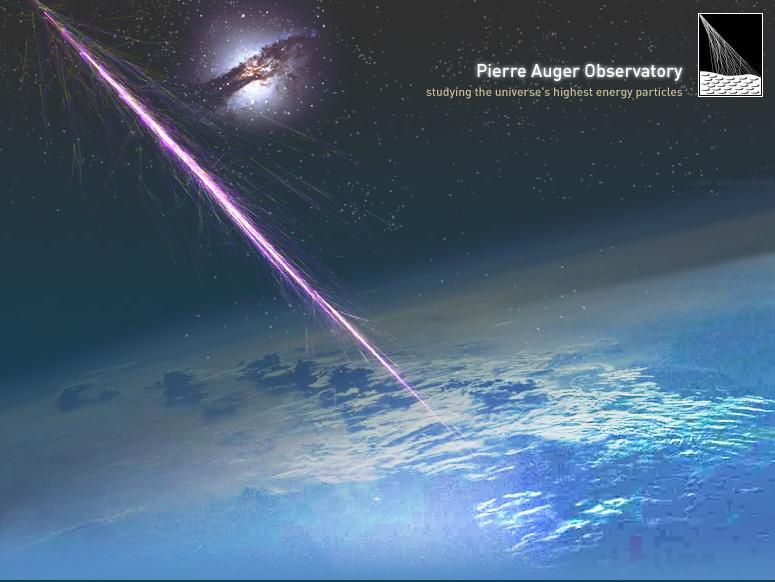 Pierre Auger Observatory
studying the universe's highest energy particles